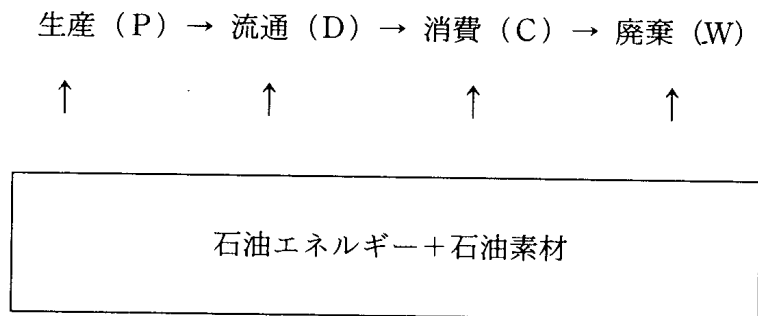 生産（P）→ 流通（D）→ 消費（C）→ 廃棄（W）
↑ ↑ ↑ ↑
石油エネルギー＋石油素材